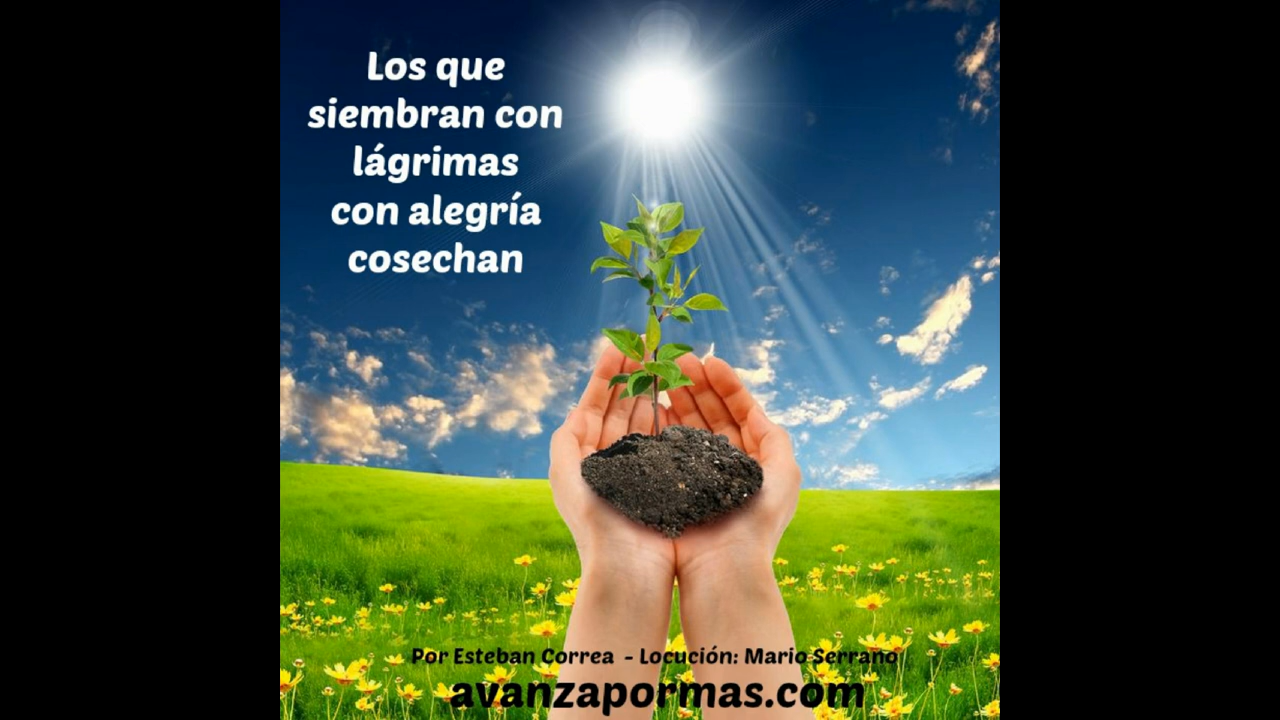 Los que
siembran con
lágrimas
con alegría
cosechan
Por Esteban Correa - Locución: Mario Serrano
avanzapormas.com